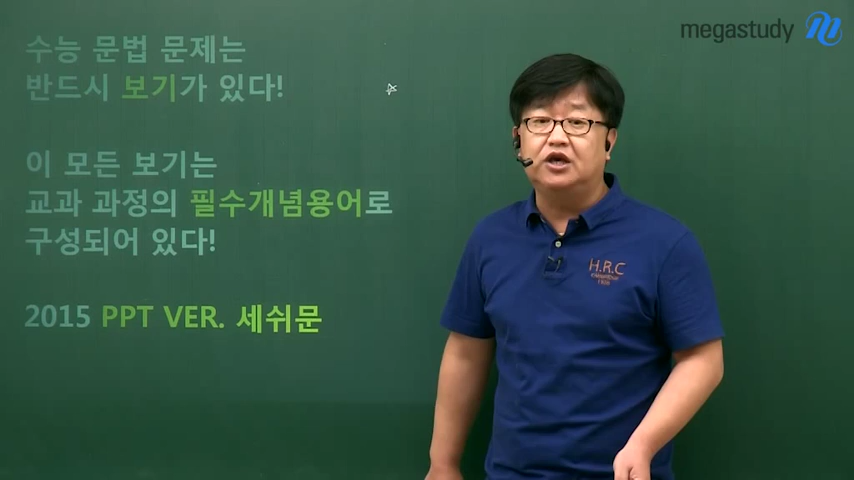 수능 문법 문제는
반드시 보기가 있다!
이 모든 보기는
교과 과정의 필수개념용어로
구성되어 있다!
2015 PPT VER. 세쉬문
megastudy
H.R.C